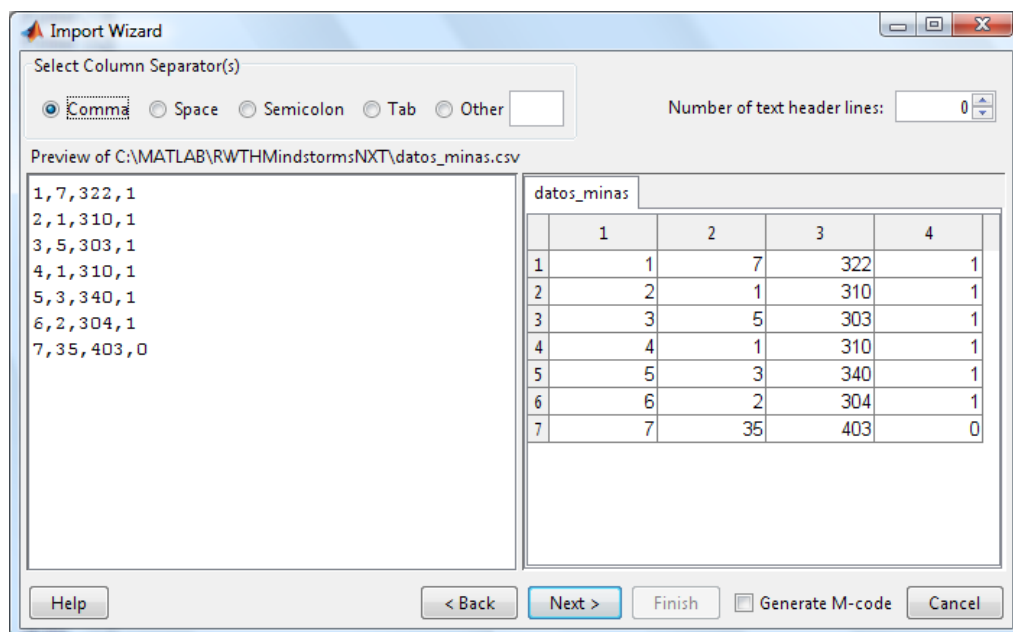 Import Wizard
Select Column Separator(s)
Comma Space Semicolon Tab Other
Number of text header lines: 0
Preview of C:\MATLAB\RWTHMindstormsNXT\datos_minas.csv
1,7,322,1
2,1,310,1
3,5,303,1
4,1,310,1
5,3,340,1
6,2,304,1
7,35,403,0
datos_minas
1 2 3 4
1 1 7 322 1
2 2 1 310 1
3 3 5 303 1
4 4 1 310 1
5 5 3 340 1
6 6 2 304 1
7 7 35 403 0
Help < Back Next > Finish Generate M-code Cancel